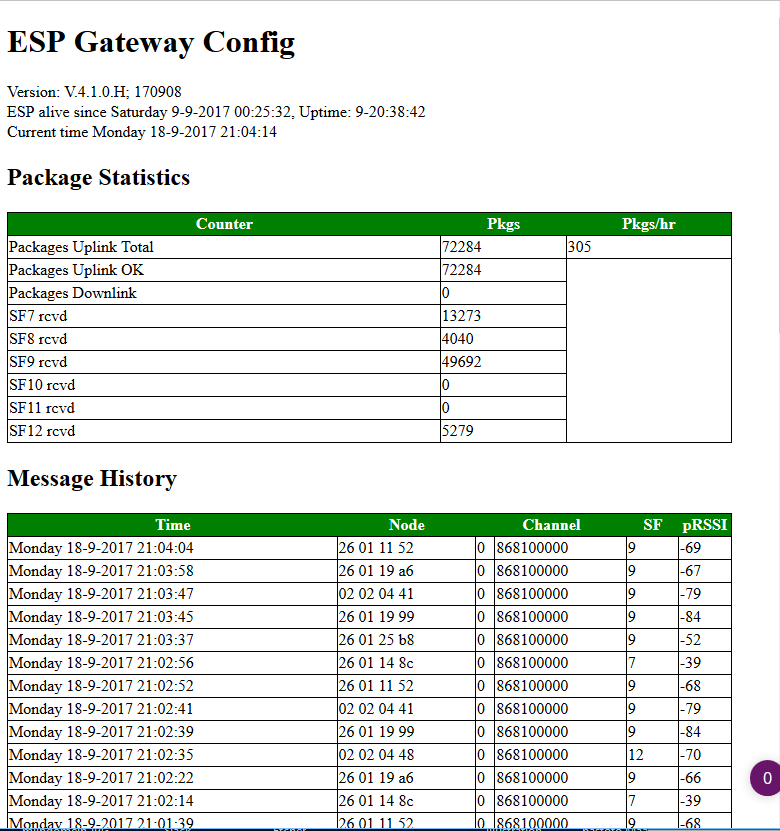 ESP Gateway Config
Version: V.4.1.0.H; 170908
ESP alive since Saturday 9-9-2017 00:25:32, Uptime: 9-20:38:42
Current time Monday 18-9-2017 21:04:14
Package Statistics
Counter Pkgs Pkgs/hr
Packages Uplink Total 72284 305
Packages Uplink OK 72284
Packages Downlink 0
SF7 rcvd 13273
SF8 rcvd 4040
SF9 rcvd 49692
SF10 rcvd 0
SF11 rcvd 0
SF12 rcvd 5279
Message History
Time Node Channel SF pRSSI
Monday 18-9-2017 21:04:04 26 01 11 52 0 868100000 9 -69
Monday 18-9-2017 21:03:58 26 01 19 a6 0 868100000 9 -67
Monday 18-9-2017 21:03:47 02 02 04 41 0 868100000 9 -79
Monday 18-9-2017 21:03:45 26 01 19 99 0 868100000 9 -84
Monday 18-9-2017 21:03:37 26 01 25 b8 0 868100000 9 -52
Monday 18-9-2017 21:02:56 26 01 14 8c 0 868100000 7 -39
Monday 18-9-2017 21:02:52 26 01 11 52 0 868100000 9 -68
Monday 18-9-2017 21:02:41 02 02 04 41 0 868100000 9 -79
Monday 18-9-2017 21:02:39 26 01 19 99 0 868100000 9 -84
Monday 18-9-2017 21:02:35 02 02 04 48 0 868100000 12 -70
Monday 18-9-2017 21:02:22 26 01 19 a6 0 868100000 9 -66
0
Monday 18-9-2017 21:02:14 26 01 14 8c 0 868100000 7 -39
Monday 18-9-2017 21:01:39 26 01 11 52 0 868100000 9 -68